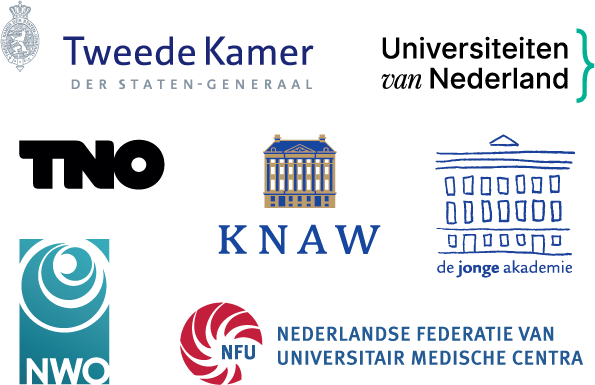 Tweede Kamer
DER STATEN-GENERAAL
Universiteiten
van Nederland
TNO
KNAW
de jonge akademie
NWO
NFU
NEDERLANDSE FEDERATIE VAN
UNIVERSITAIR MEDISCHE CENTRA